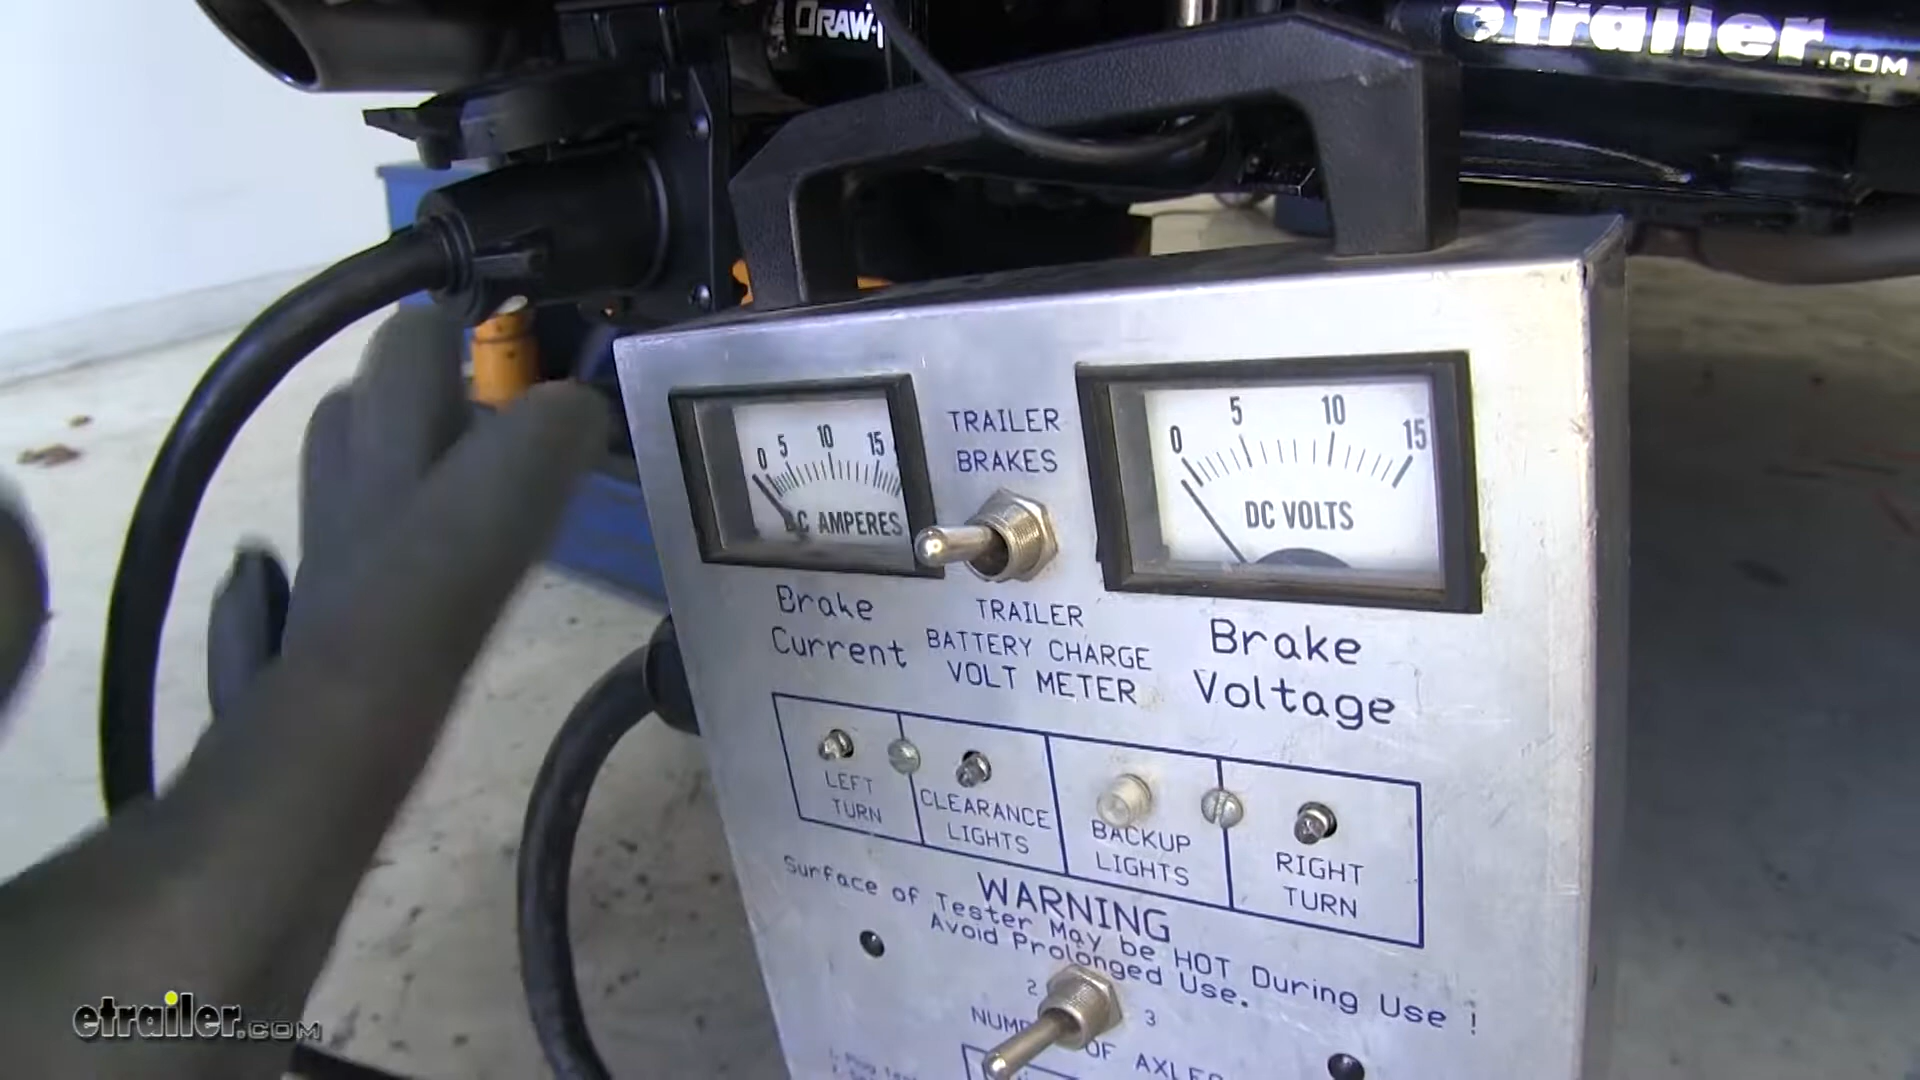 etrailer.com
0 5 10 15
DC AMPERES
TRAILER
BRAKES
0 5 10 15
DC VOLTS
Brake
Current
TRAILER
BATTERY CHARGE
VOLT METER
Brake
Voltage
LEFT
TURN
CLEARANCE
LIGHTS
BACKUP
LIGHTS
RIGHT
TURN
WARNING
Surface of Tester May be HOT During Use !
Avoid Prolonged Use.
2
3
OF
etrailer.com